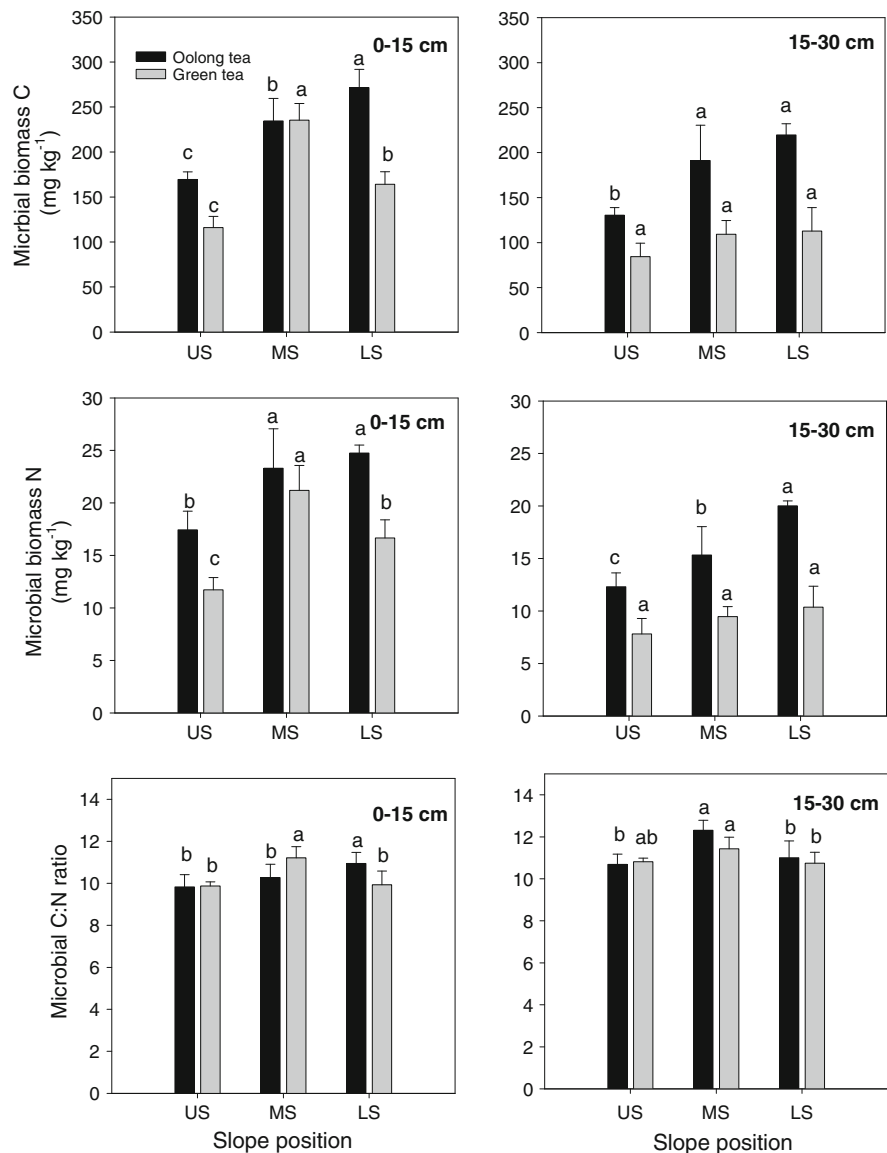 0-15 cm
Oolong tea
Green tea
Micrbial biomass C
(mg kg⁻¹)
350
300
250
200
150
100
50
0
c
c
b
a
a
b
US
MS
LS
15-30 cm
350
300
250
200
150
100
50
0
b
a
a
a
a
a
US
MS
LS
0-15 cm
Microbial biomass N
(mg kg⁻¹)
30
25
20
15
10
5
0
b
c
a
a
a
b
US
MS
LS
15-30 cm
30
25
20
15
10
5
0
c
a
b
a
a
a
US
MS
LS
0-15 cm
Microbial C:N ratio
14
12
10
8
6
4
2
0
b
b
b
a
a
b
US
MS
LS
Slope position
15-30 cm
14
12
10
8
6
4
2
0
b
ab
a
a
b
b
US
MS
LS
Slope position